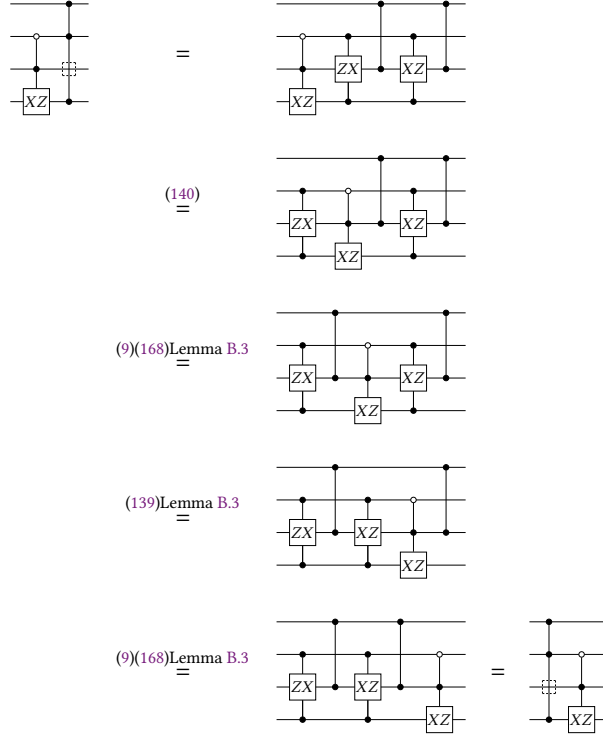 =
XZ ZX XZ
XZ
(140)
=
ZX XZ
XZ
(9)(168)Lemma B.3
=
ZX XZ
XZ
(139)Lemma B.3
=
ZX XZ
XZ
(9)(168)Lemma B.3
= =
ZX XZ
XZ XZ